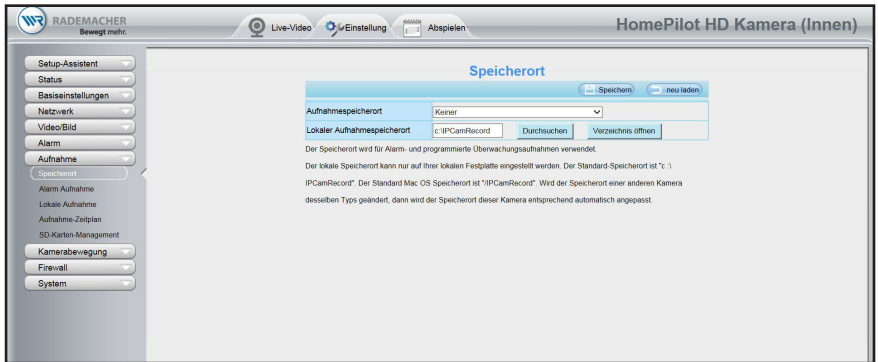 RADEMACHER
Bewegt mehr.
Live-Video
Einstellung
Abspielen
HomePilot HD Kamera (Innen)
Setup-Assistent
Status
Basiseinstellungen
Netzwerk
Video/Bild
Alarm
Aufnahme
Speicherort
Alarm Aufnahme
Lokale Aufnahme
Aufnahme-Zeitplan
SD-Karten-Management
Kamerabewegung
Firewall
System
Speicherort
Speichern
neu laden
Aufnahmespeicherort
Keiner
Lokaler Aufnahmespeicherort
c:\IPCamRecord
Durchsuchen
Verzeichnis öffnen
Der Speicherort wird für Alarm- und programmierte Überwachungsaufnahmen verwendet.
Der lokale Speicherort kann nur auf Ihrer lokalen Festplatte eingestellt werden. Der Standard-Speicherort ist "c :\
IPCamRecord". Der Standard Mac OS Speicherort ist "/IPCamRecord". Wird der Speicherort einer anderen Kamera
desselben Typs geändert, dann wird der Speicherort dieser Kamera entsprechend automatisch angepasst.